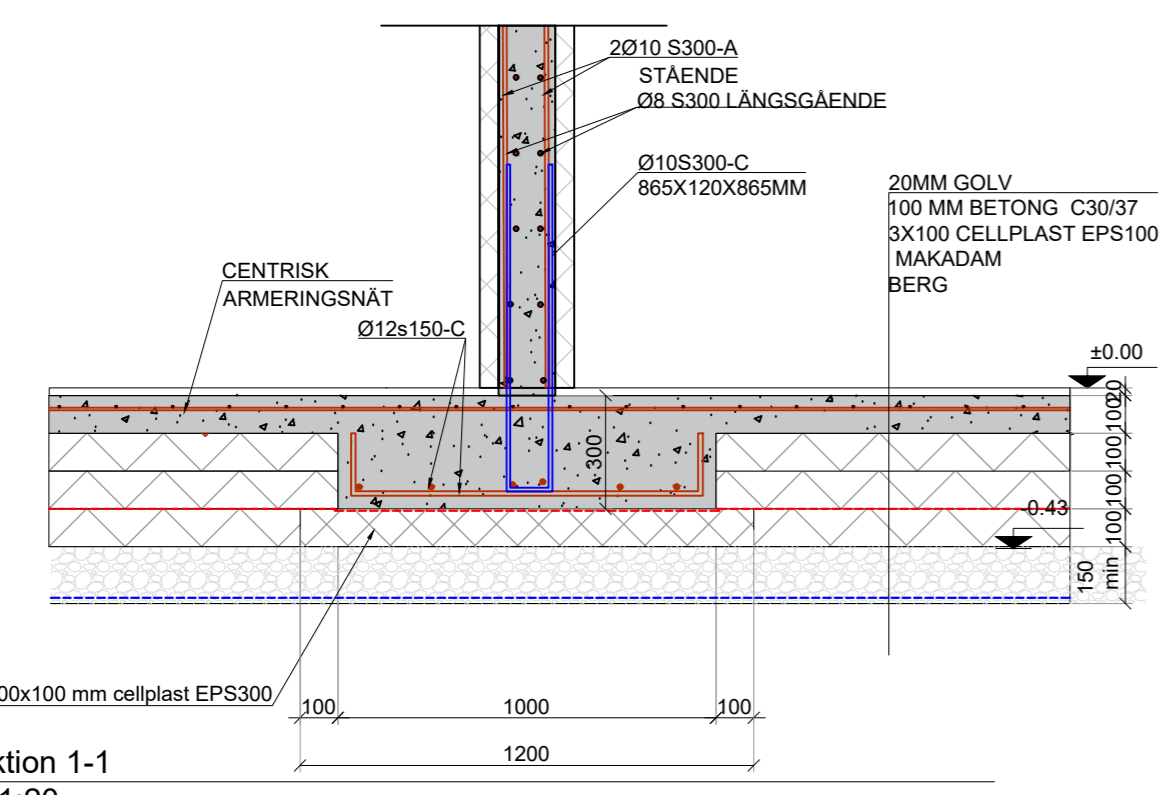 2Ø10 S300-A
STÅENDE
Ø8 S300 LÄNGSGÅENDE
Ø10S300-C
865X120X865MM
20MM GOLV
100 MM BETONG C30/37
3X100 CELLPLAST EPS100
MAKADAM
BERG
CENTRISK
ARMERINGSNÄT
Ø12s150-C
±0.00
20
100
100
300
100
-0.43
100
150
min
00x100 mm cellplast EPS300
100
1000
100
1200
ktion 1-1
1:20